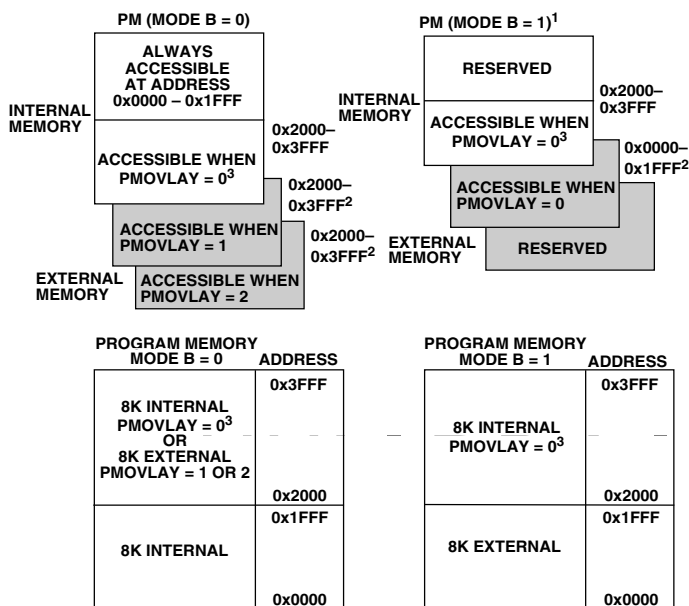 PM (MODE B = 0)
ALWAYS
ACCESSIBLE
AT ADDRESS
0x0000 – 0x1FFF
INTERNAL
MEMORY
0x2000–
0x3FFF
ACCESSIBLE WHEN
PMOVLAY = 0³
0x2000–
0x3FFF²
ACCESSIBLE WHEN
PMOVLAY = 1
0x2000–
0x3FFF²
EXTERNAL
MEMORY
ACCESSIBLE WHEN
PMOVLAY = 2
PM (MODE B = 1)¹
RESERVED
INTERNAL
MEMORY
0x2000–
0x3FFF
ACCESSIBLE WHEN
PMOVLAY = 0³
0x0000–
0x1FFF²
ACCESSIBLE WHEN
PMOVLAY = 0
EXTERNAL
MEMORY
RESERVED
PROGRAM MEMORY
MODE B = 0
ADDRESS
8K INTERNAL
PMOVLAY = 0³
OR
8K EXTERNAL
PMOVLAY = 1 OR 2
0x3FFF
0x2000
8K INTERNAL
0x1FFF
0x0000
PROGRAM MEMORY
MODE B = 1
ADDRESS
8K INTERNAL
PMOVLAY = 0³
0x3FFF
0x2000
8K EXTERNAL
0x1FFF
0x0000